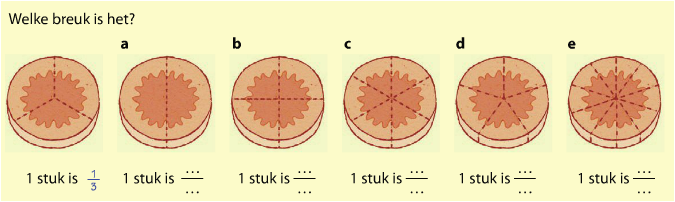 Welke breuk is het?
a b c d e
1 stuk is 1/3 1 stuk is .../... 1 stuk is .../... 1 stuk is .../... 1 stuk is .../... 1 stuk is .../...